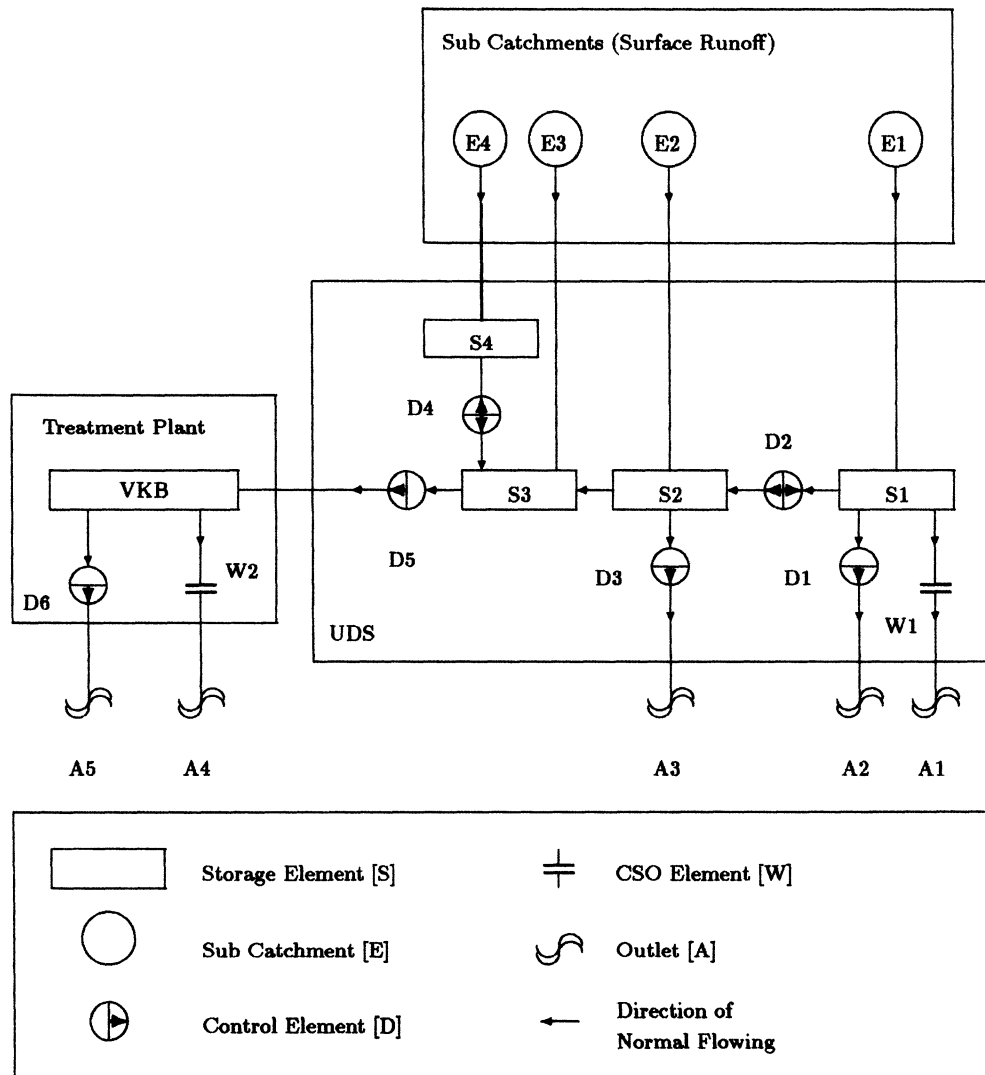 Sub Catchments (Surface Runoff)
E4
E3
E2
E1
S4
D4
Treatment Plant
D2
VKB
S3
S2
S1
W2
D5
D3
D1
D6
W1
UDS
A5
A4
A3
A2
A1
Storage Element [S]
CSO Element [W]
Sub Catchment [E]
Outlet [A]
Control Element [D]
Direction of
Normal Flowing